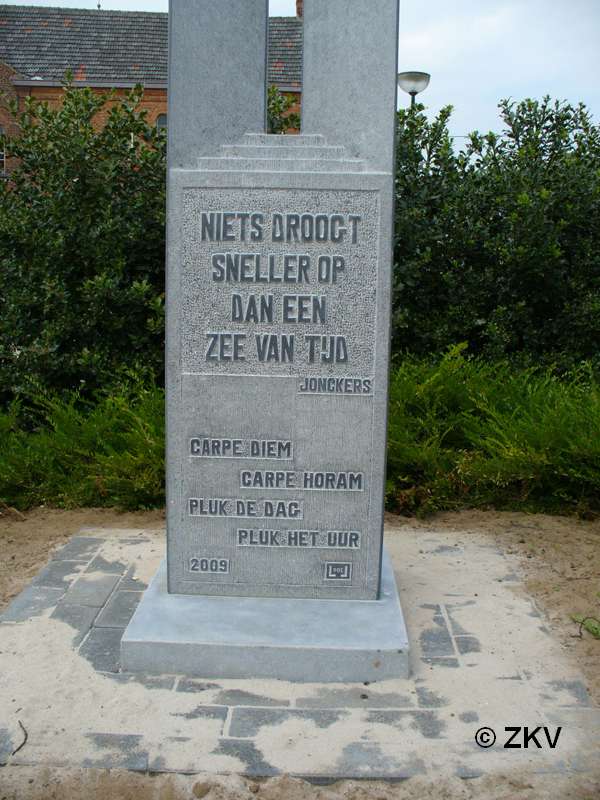 NIETS DROOGT
SNELLER OP
DAN EEN
ZEE VAN TIJD
JONCKERS
CARPE DIEM
CARPE HORAM
PLUK DE DAG
PLUK HET UUR
2009
© ZKV